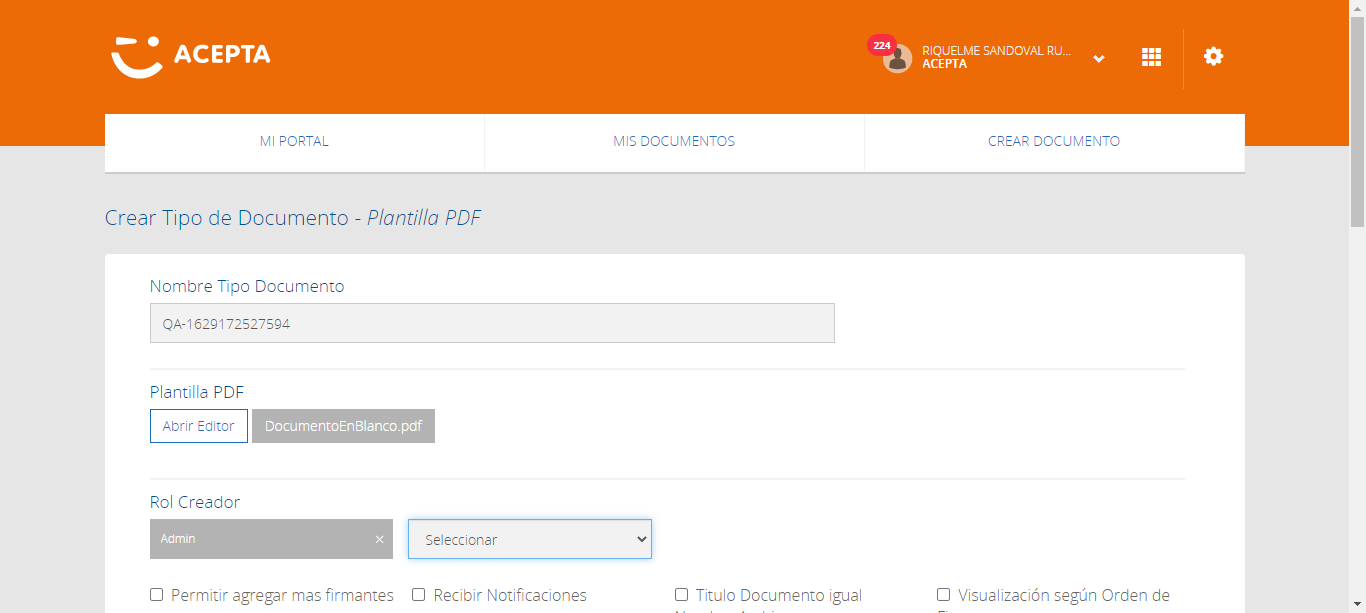 ACEPTA
224
RIQUELME SANDOVAL RU...
ACEPTA
MI PORTAL
MIS DOCUMENTOS
CREAR DOCUMENTO
Crear Tipo de Documento - Plantilla PDF
Nombre Tipo Documento
QA-1629172527594
Plantilla PDF
Abrir Editor
DocumentoEnBlanco.pdf
Rol Creador
Admin ×
Seleccionar
Permitir agregar mas firmantes
Recibir Notificaciones
Titulo Documento igual
Visualización según Orden de